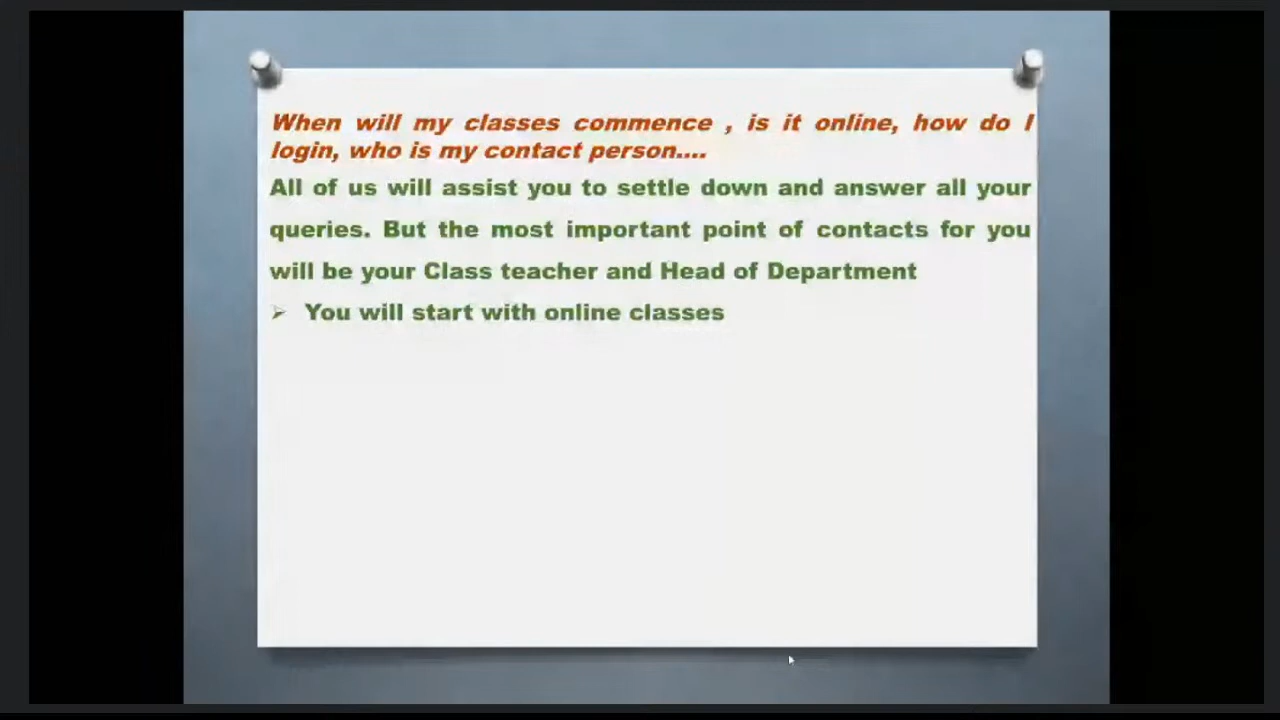 When will my classes commence , is it online, how do I
login, who is my contact person....
All of us will assist you to settle down and answer all your
queries. But the most important point of contacts for you
will be your Class teacher and Head of Department
➢ You will start with online classes